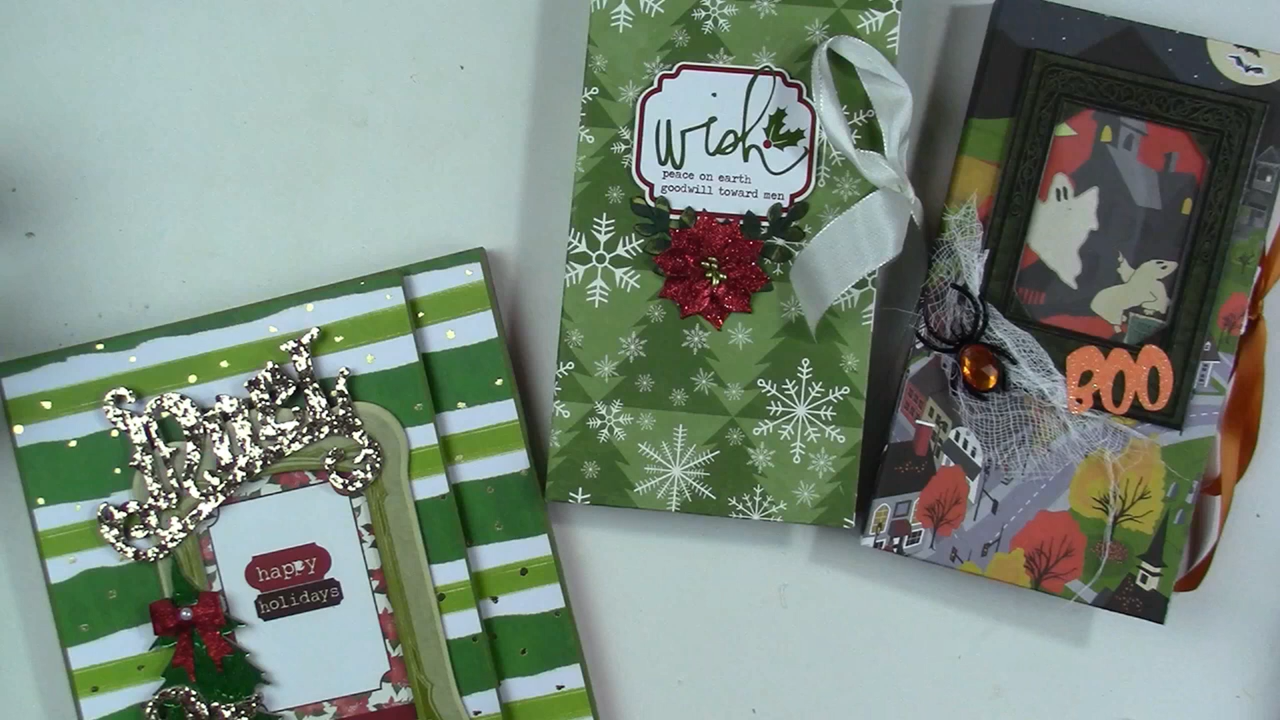 wish
peace on earth
goodwill toward men
BOO
happy
holidays